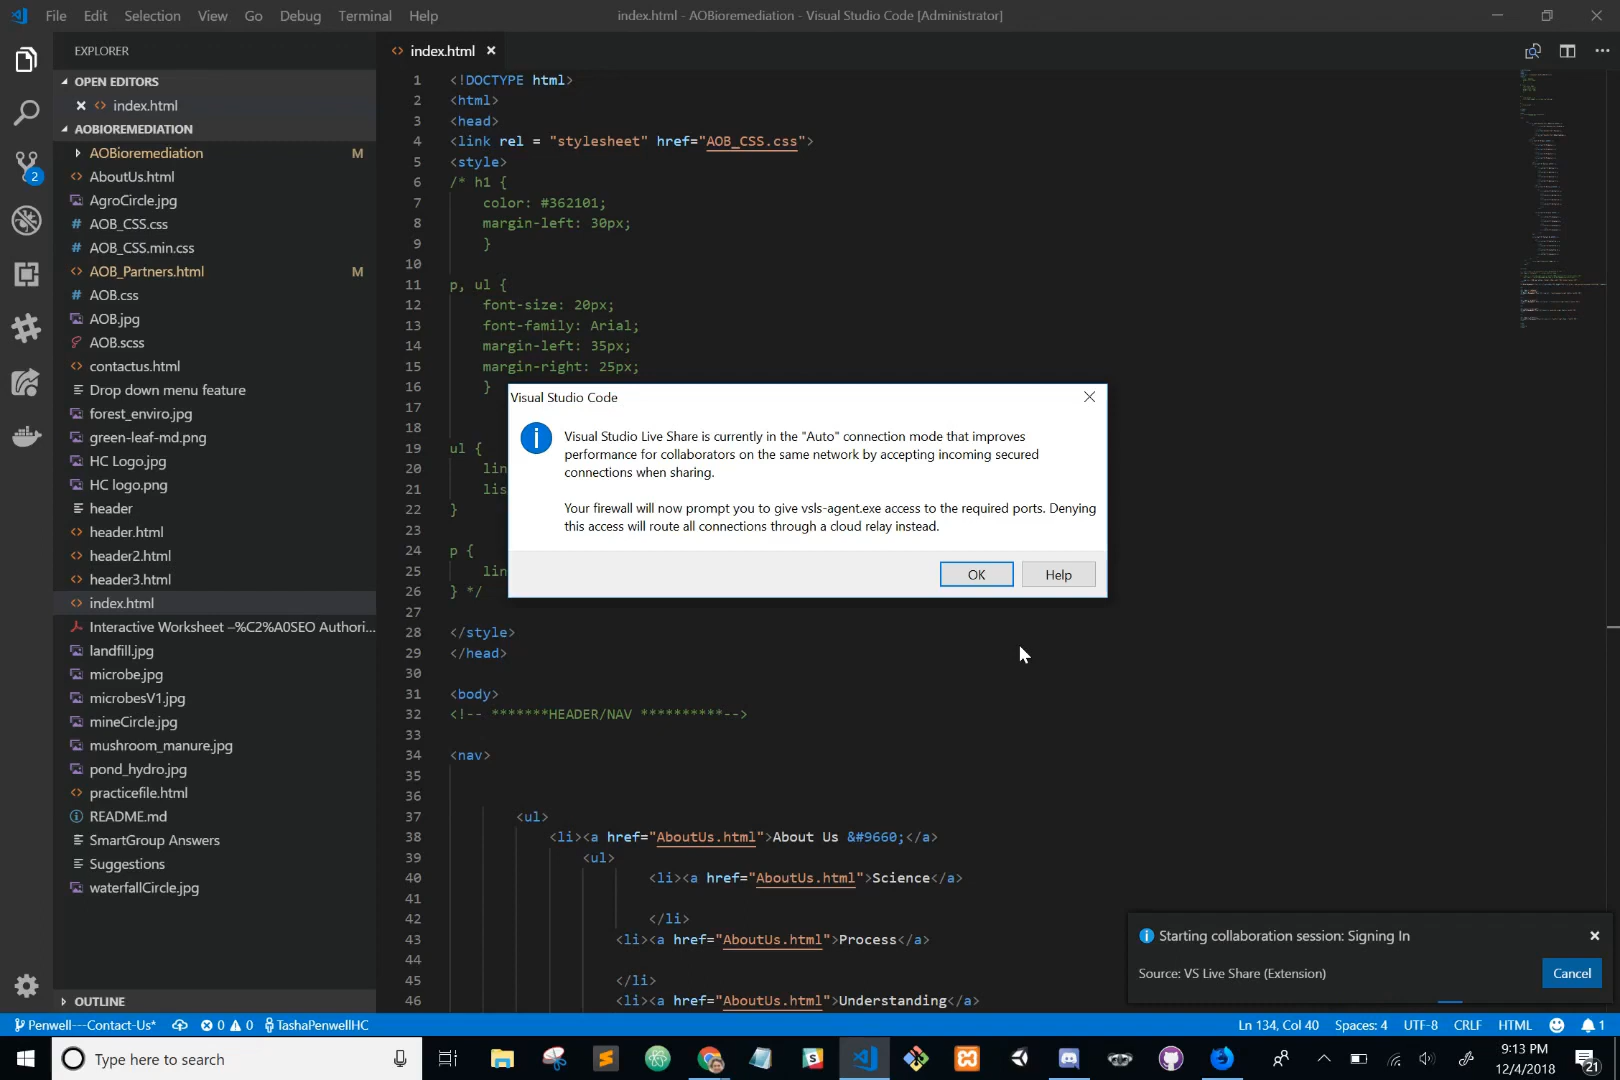 File Edit Selection View Go Debug Terminal Help
index.html - AOBioremediation - Visual Studio Code [Administrator]
EXPLORER
OPEN EDITORS
index.html
AOBIOREMEDIATION
AOBioremediation M
AboutUs.html
AgroCircle.jpg
AOB_CSS.css
AOB_CSS.min.css
AOB_Partners.html M
AOB.css
AOB.jpg
AOB.scss
contactus.html
Drop down menu feature
forest_enviro.jpg
green-leaf-md.png
HC Logo.jpg
HC logo.png
header
header.html
header2.html
header3.html
index.html
Interactive Worksheet –%C2%A0SEO Authori...
landfill.jpg
microbe.jpg
microbesV1.jpg
mineCircle.jpg
mushroom_manure.jpg
pond_hydro.jpg
practicefile.html
README.md
SmartGroup Answers
Suggestions
waterfallCircle.jpg
OUTLINE
2
index.html
1 <!DOCTYPE html>
2 <html>
3 <head>
4 <link rel = "stylesheet" href="AOB_CSS.css">
5 <style>
6 /* h1 {
7 color: #362101;
8 margin-left: 30px;
9 }
10
11 p, ul {
12 font-size: 20px;
13 font-family: Arial;
14 margin-left: 35px;
15 margin-right: 25px;
16 }
17
18
19 ul {
20 lin
21 lis
22 }
23
24 p {
25 lin
26 } */
27
28 </style>
29 </head>
30
31 <body>
32 <!-- *******HEADER/NAV **********-->
33
34 <nav>
35
36
37 <ul>
38 <li><a href="AboutUs.html">About Us &#9660;</a>
39 <ul>
40 <li><a href="AboutUs.html">Science</a>
41
42 </li>
43 <li><a href="AboutUs.html">Process</a>
44
45 </li>
46 <li><a href="AboutUs.html">Understanding</a>
Visual Studio Code
Visual Studio Live Share is currently in the "Auto" connection mode that improves
performance for collaborators on the same network by accepting incoming secured
connections when sharing.
Your firewall will now prompt you to give vsls-agent.exe access to the required ports. Denying
this access will route all connections through a cloud relay instead.
OK Help
Starting collaboration session: Signing In
Source: VS Live Share (Extension) Cancel
Penwell---Contact-Us* 0 0 TashaPenwellHC Ln 134, Col 40 Spaces: 4 UTF-8 CRLF HTML 1
Type here to search
9:13 PM
12/4/2018
21